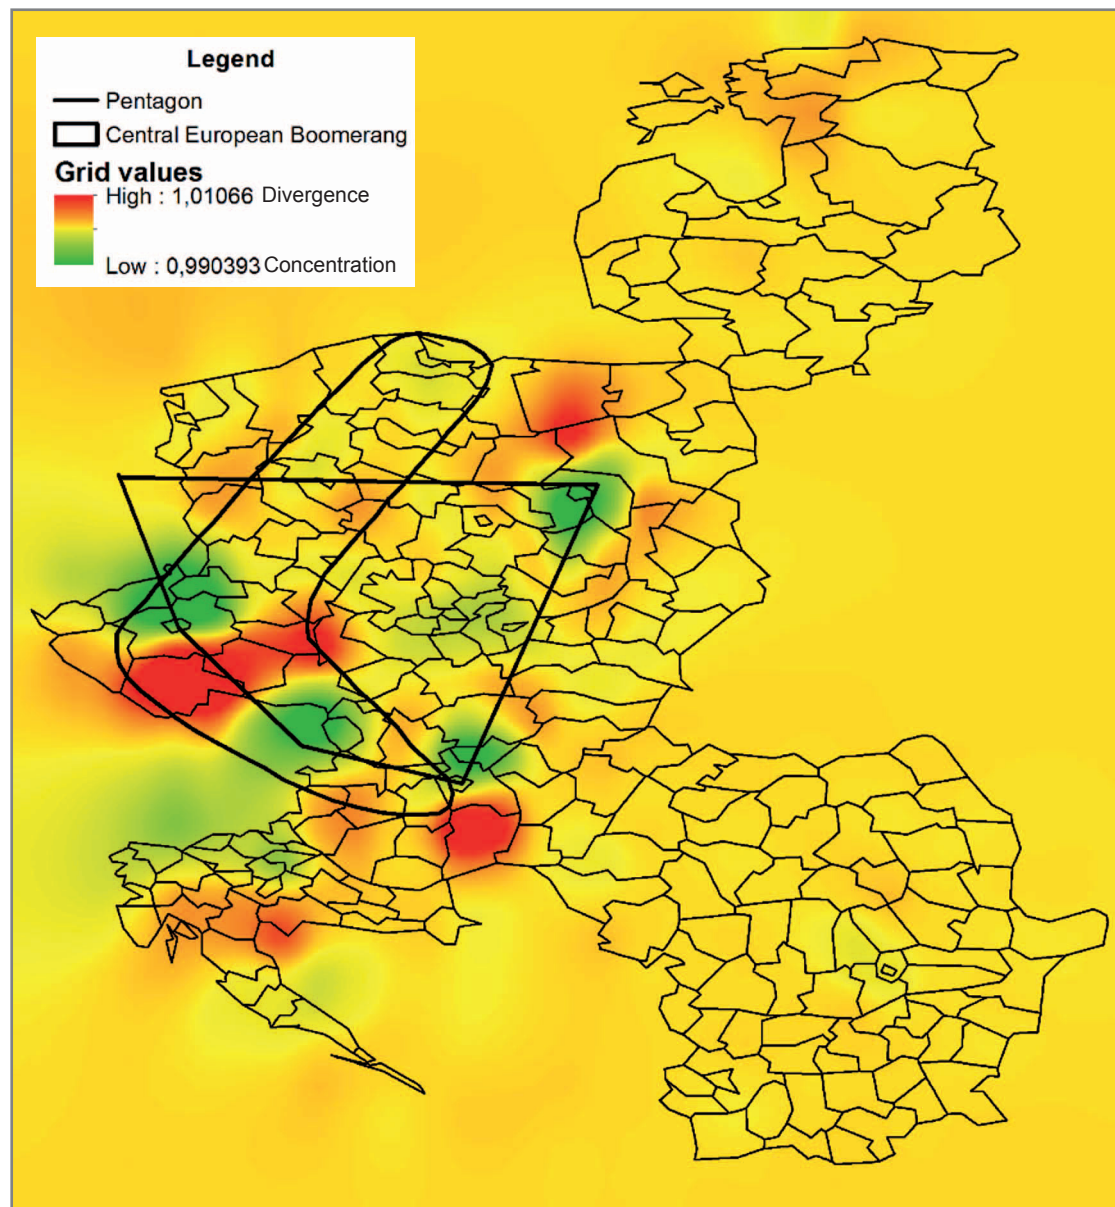 Legend
Pentagon
Central European Boomerang
Grid values
High : 1,01066 Divergence
Low : 0,990393 Concentration